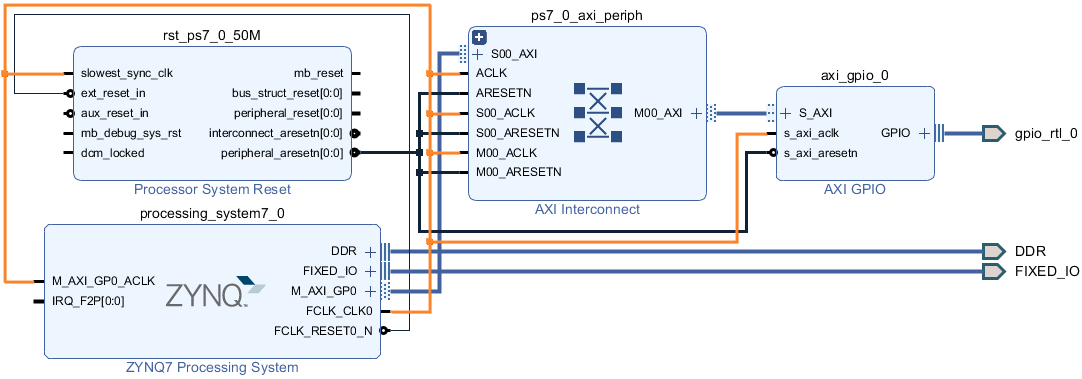 rst_ps7_0_50M
slowest_sync_clk
ext_reset_in
aux_reset_in
mb_debug_sys_rst
dcm_locked
mb_reset
bus_struct_reset[0:0]
peripheral_reset[0:0]
interconnect_aresetn[0:0]
peripheral_aresetn[0:0]
Processor System Reset
ps7_0_axi_periph
S00_AXI
ACLK
ARESETN
S00_ACLK
S00_ARESETN
M00_ACLK
M00_ARESETN
M00_AXI
AXI Interconnect
axi_gpio_0
S_AXI
s_axi_aclk
s_axi_aresetn
GPIO
AXI GPIO
gpio_rtl_0
processing_system7_0
M_AXI_GP0_ACLK
IRQ_F2P[0:0]
ZYNQ
DDR
FIXED_IO
M_AXI_GP0
FCLK_CLK0
FCLK_RESET0_N
ZYNQ7 Processing System
DDR
FIXED_IO